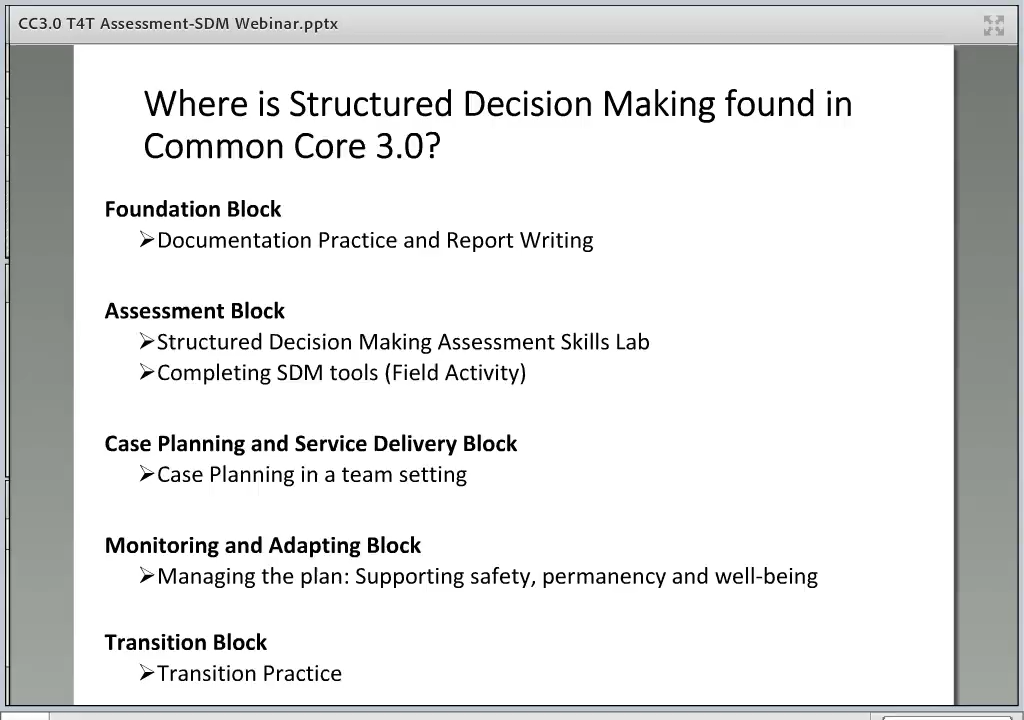 CC3.0 T4T Assessment-SDM Webinar.pptx
Where is Structured Decision Making found in
Common Core 3.0?
Foundation Block
➢Documentation Practice and Report Writing
Assessment Block
➢Structured Decision Making Assessment Skills Lab
➢Completing SDM tools (Field Activity)
Case Planning and Service Delivery Block
➢Case Planning in a team setting
Monitoring and Adapting Block
➢Managing the plan: Supporting safety, permanency and well-being
Transition Block
➢Transition Practice